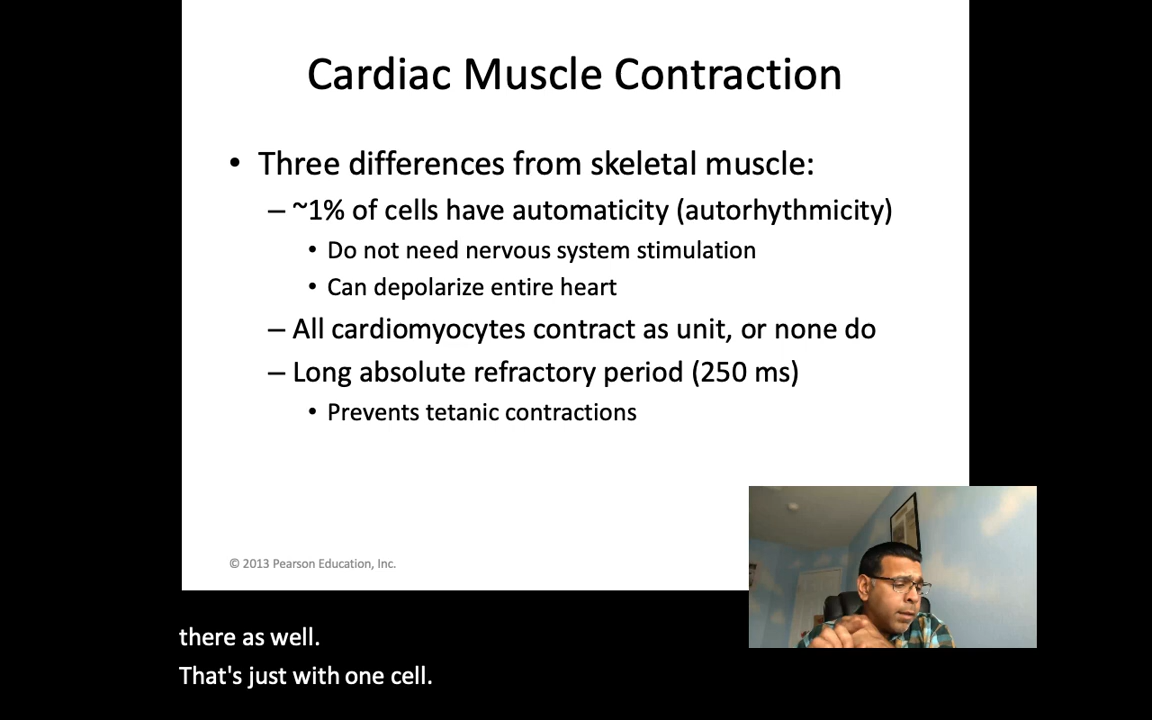 Cardiac Muscle Contraction
• Three differences from skeletal muscle:
– ~1% of cells have automaticity (autorhythmicity)
• Do not need nervous system stimulation
• Can depolarize entire heart
– All cardiomyocytes contract as unit, or none do
– Long absolute refractory period (250 ms)
• Prevents tetanic contractions
© 2013 Pearson Education, Inc.
there as well.
That's just with one cell.